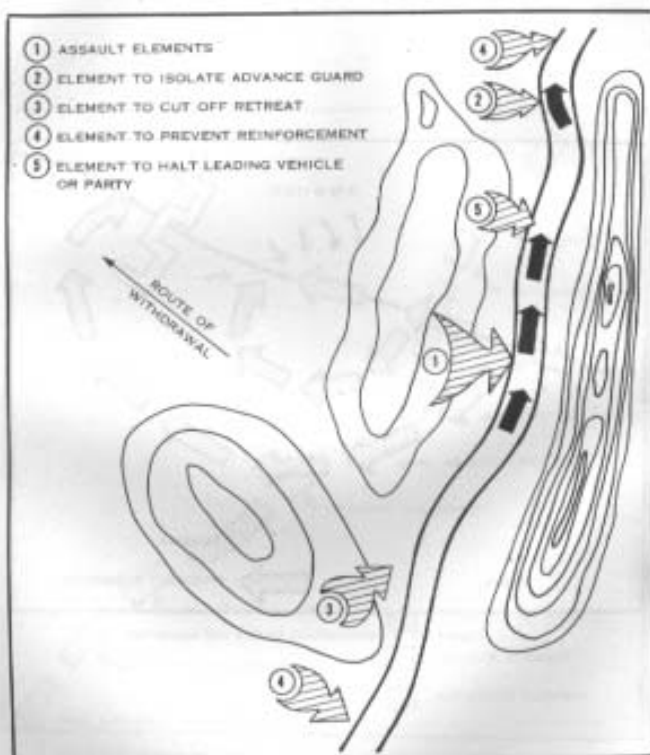 ① ASSAULT ELEMENTS
② ELEMENT TO ISOLATE ADVANCE GUARD
③ ELEMENT TO CUT OFF RETREAT
④ ELEMENT TO PREVENT REINFORCEMENT
⑤ ELEMENT TO HALT LEADING VEHICLE
OR PARTY
④
②
⑤
ROUTE OF
WITHDRAWAL
①
③
④